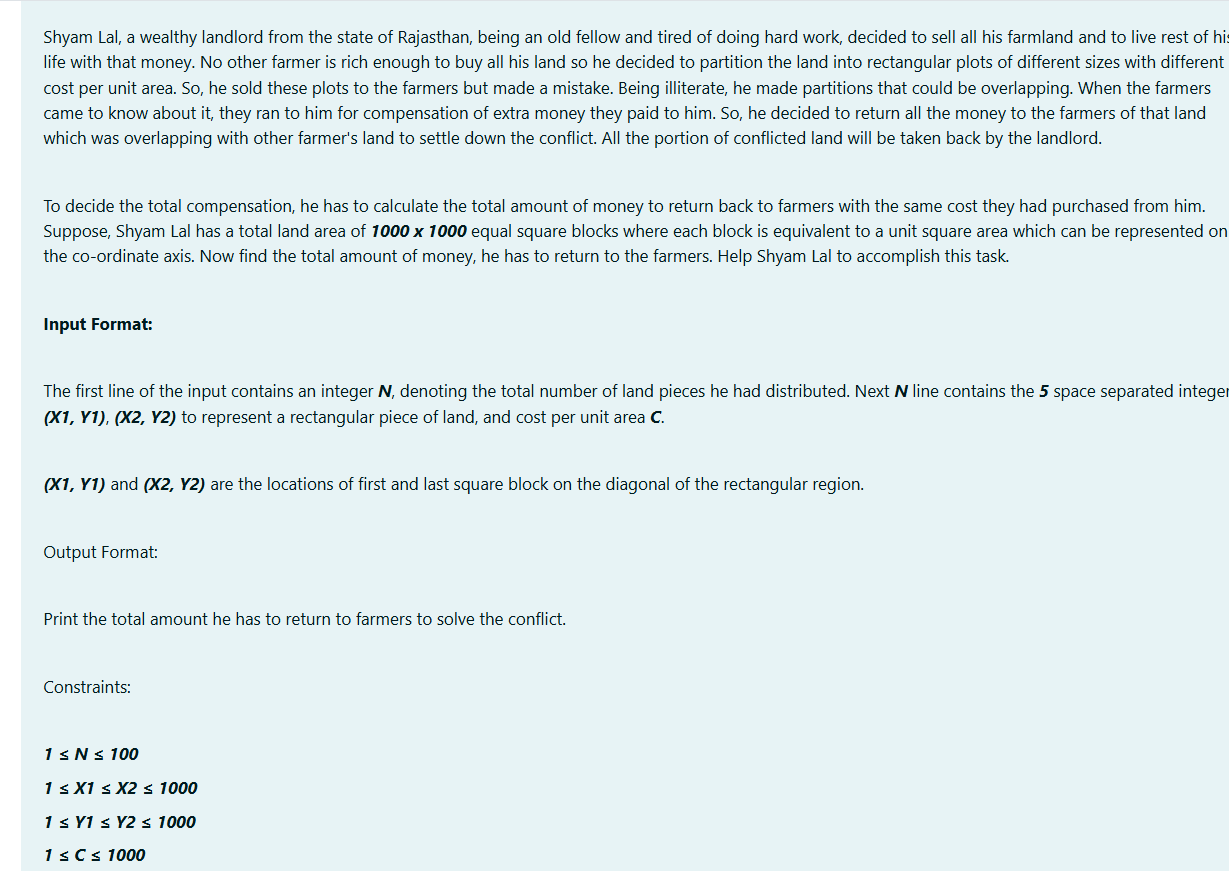 Shyam Lal, a wealthy landlord from the state of Rajasthan, being an old fellow and tired of doing hard work, decided to sell all his farmland and to live rest of his
life with that money. No other farmer is rich enough to buy all his land so he decided to partition the land into rectangular plots of different sizes with different
cost per unit area. So, he sold these plots to the farmers but made a mistake. Being illiterate, he made partitions that could be overlapping. When the farmers
came to know about it, they ran to him for compensation of extra money they paid to him. So, he decided to return all the money to the farmers of that land
which was overlapping with other farmer's land to settle down the conflict. All the portion of conflicted land will be taken back by the landlord.
To decide the total compensation, he has to calculate the total amount of money to return back to farmers with the same cost they had purchased from him.
Suppose, Shyam Lal has a total land area of 1000 x 1000 equal square blocks where each block is equivalent to a unit square area which can be represented on
the co-ordinate axis. Now find the total amount of money, he has to return to the farmers. Help Shyam Lal to accomplish this task.
Input Format:
The first line of the input contains an integer N, denoting the total number of land pieces he had distributed. Next N line contains the 5 space separated integer
(X1, Y1), (X2, Y2) to represent a rectangular piece of land, and cost per unit area C.
(X1, Y1) and (X2, Y2) are the locations of first and last square block on the diagonal of the rectangular region.
Output Format:
Print the total amount he has to return to farmers to solve the conflict.
Constraints:
1 ≤ N ≤ 100
1 ≤ X1 ≤ X2 ≤ 1000
1 ≤ Y1 ≤ Y2 ≤ 1000
1 ≤ C ≤ 1000